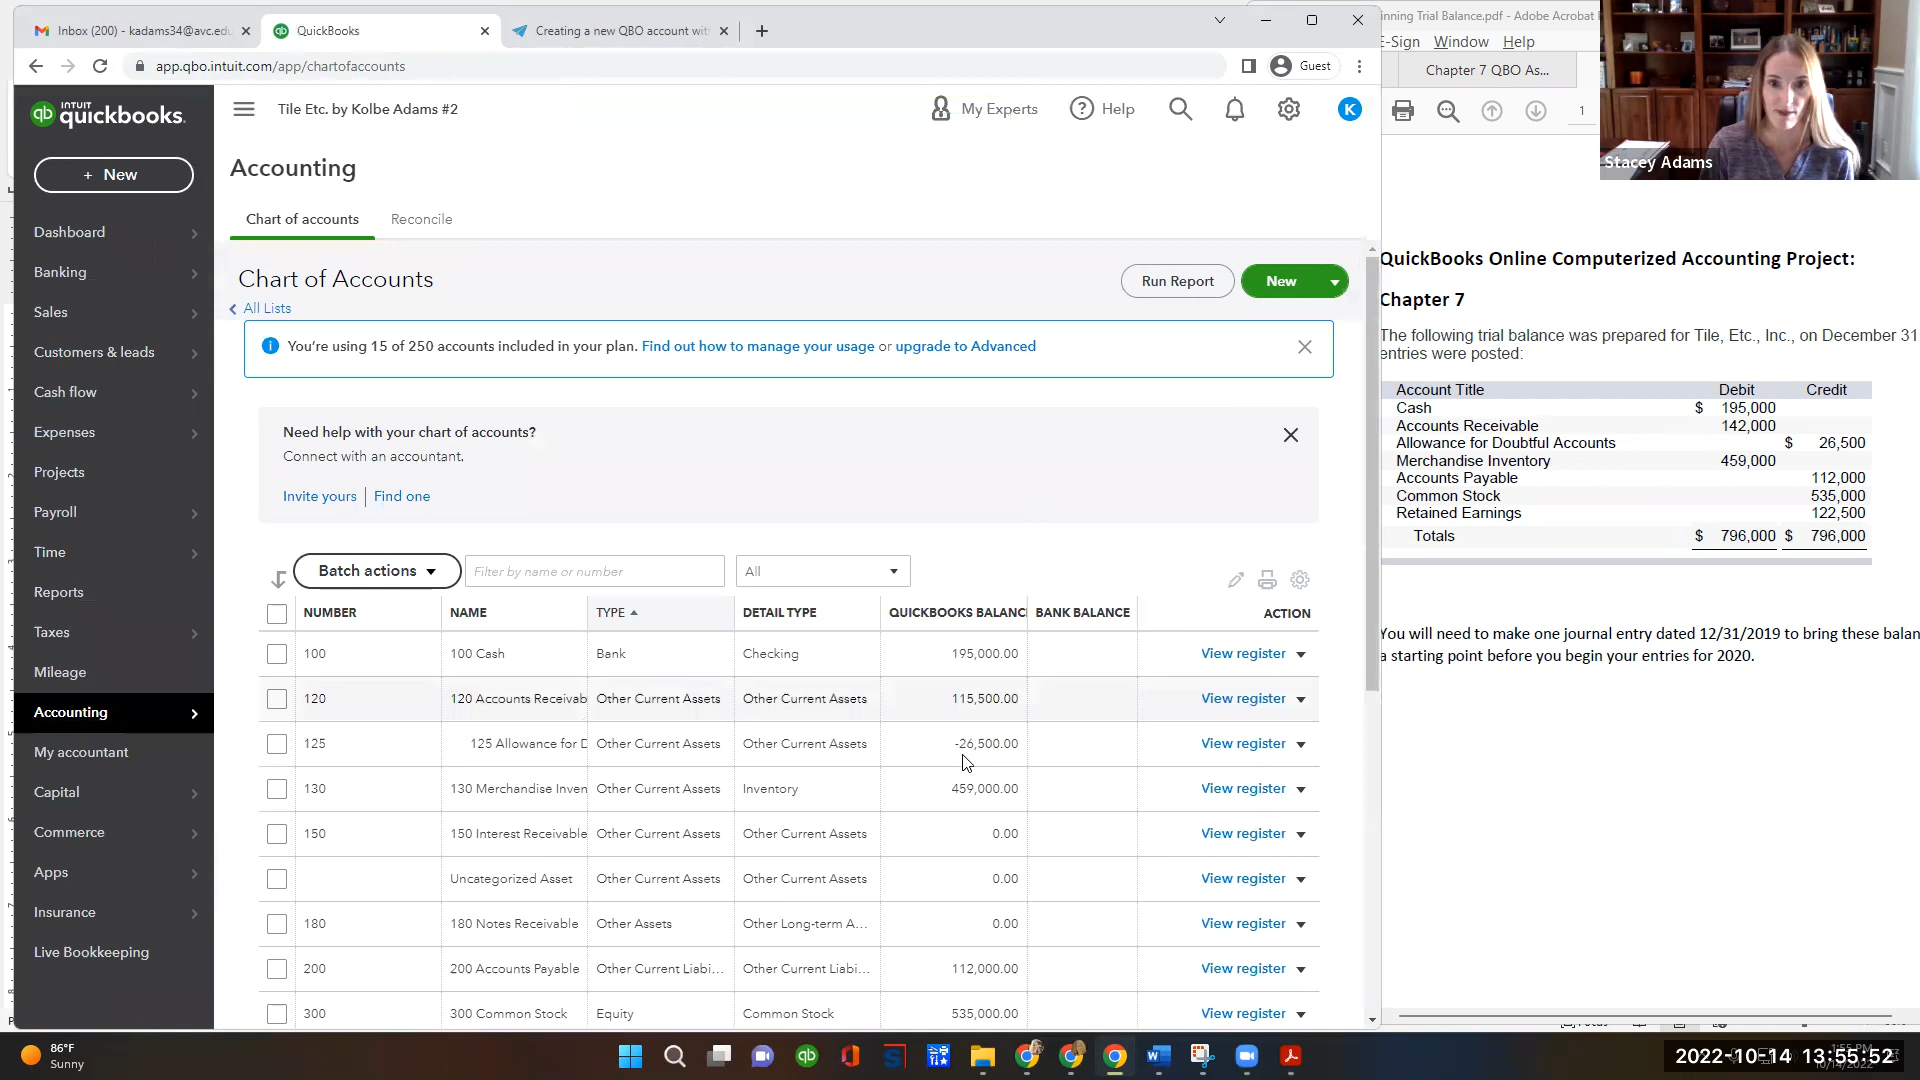 Inbox (200) - kadams34@avc.edu
QuickBooks
Creating a new QBO account with
inning Trial Balance.pdf - Adobe Acrobat
E-Sign Window Help
app.qbo.intuit.com/app/chartofaccounts
Guest
Chapter 7 QBO As...
1
INTUIT
quickbooks.
Tile Etc. by Kolbe Adams #2
My Experts
Help
K
Stacey Adams
+ New
Accounting
Chart of accounts
Reconcile
Dashboard
Banking
Sales
Customers & leads
Cash flow
Expenses
Projects
Payroll
Time
Reports
Taxes
Mileage
Accounting
My accountant
Capital
Commerce
Apps
Insurance
Live Bookkeeping
Chart of Accounts
All Lists
Run Report
New
You're using 15 of 250 accounts included in your plan. Find out how to manage your usage or upgrade to Advanced
Need help with your chart of accounts?
Connect with an accountant.
Invite yours
Find one
Batch actions
Filter by name or number
All
NUMBER NAME TYPE DETAIL TYPE QUICKBOOKS BALANC BANK BALANCE ACTION
100 100 Cash Bank Checking 195,000.00 View register
120 120 Accounts Receivab Other Current Assets Other Current Assets 115,500.00 View register
125 125 Allowance for D Other Current Assets Other Current Assets -26,500.00 View register
130 130 Merchandise Inven Other Current Assets Inventory 459,000.00 View register
150 150 Interest Receivable Other Current Assets Other Current Assets 0.00 View register
Uncategorized Asset Other Current Assets Other Current Assets 0.00 View register
180 180 Notes Receivable Other Assets Other Long-term A... 0.00 View register
200 200 Accounts Payable Other Current Liabi... Other Current Liabi... 112,000.00 View register
300 300 Common Stock Equity Common Stock 535,000.00 View register
QuickBooks Online Computerized Accounting Project:
Chapter 7
The following trial balance was prepared for Tile, Etc., Inc., on December 31
entries were posted:
Account Title Debit Credit
Cash $ 195,000
Accounts Receivable 142,000
Allowance for Doubtful Accounts $ 26,500
Merchandise Inventory 459,000
Accounts Payable 112,000
Common Stock 535,000
Retained Earnings 122,500
Totals $ 796,000 $ 796,000
You will need to make one journal entry dated 12/31/2019 to bring these balan
a starting point before you begin your entries for 2020.
86°F
Sunny
2022-10-14 13:55:52